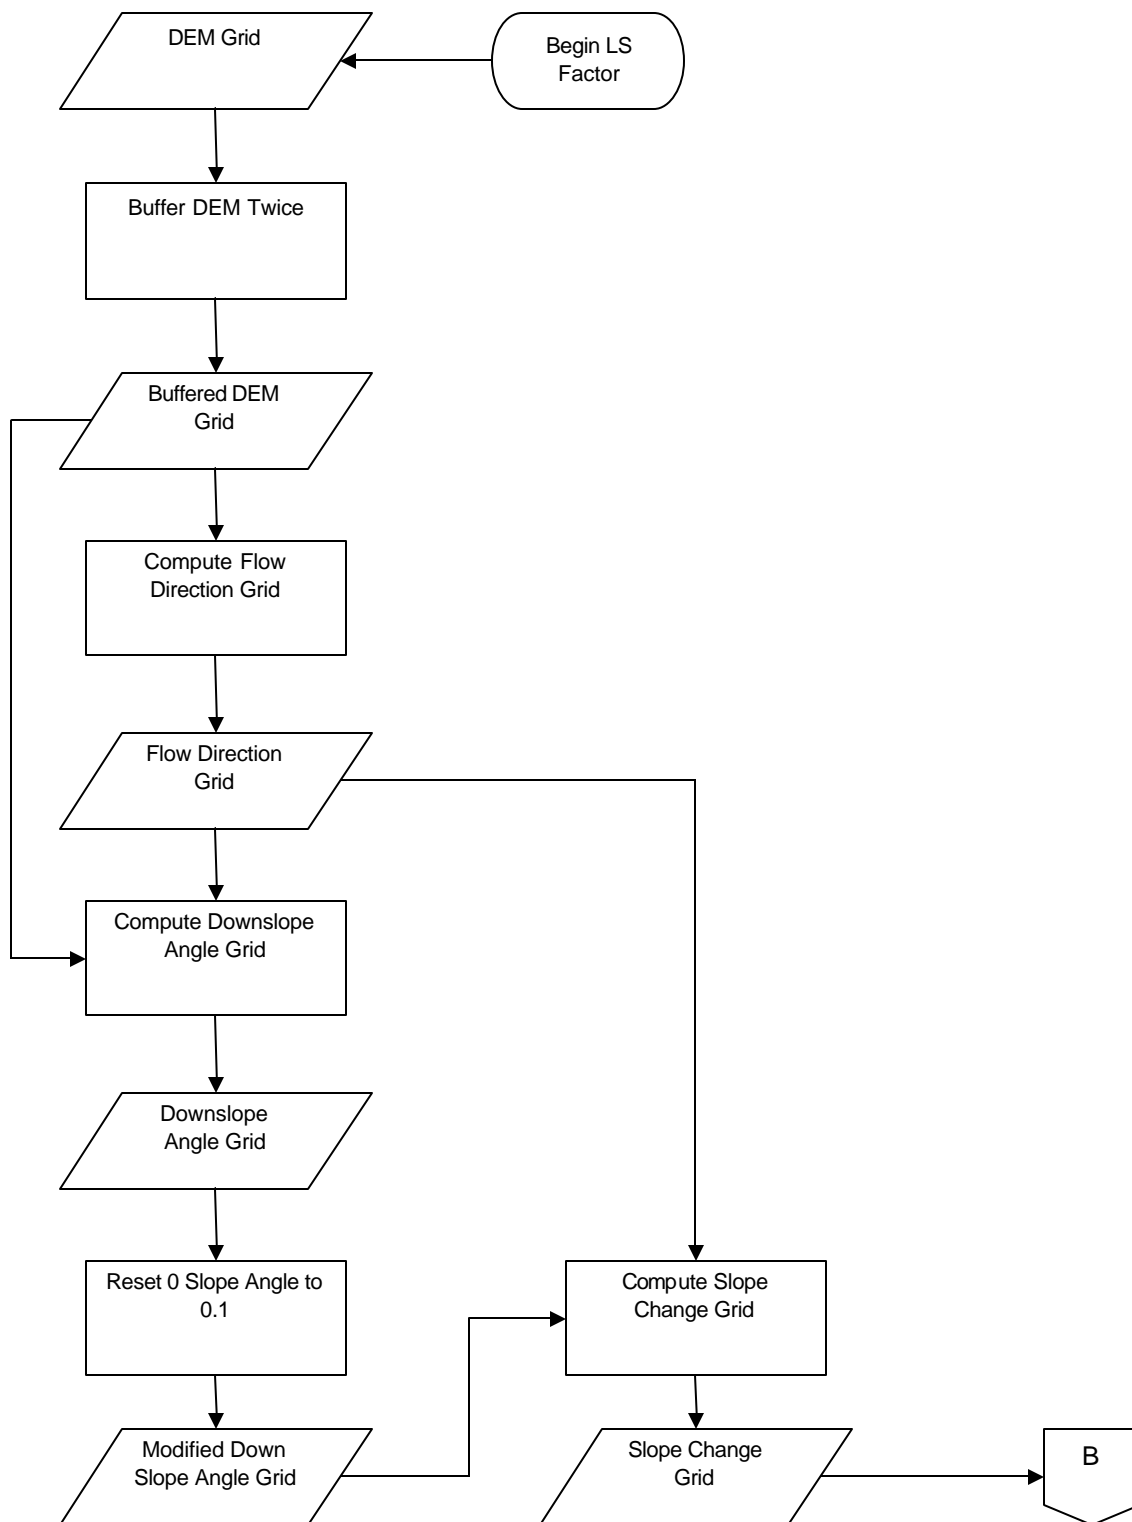 DEM Grid
Begin LS
Factor
Buffer DEM Twice
Buffered DEM
Grid
Compute Flow
Direction Grid
Flow Direction
Grid
Compute Downslope
Angle Grid
Downslope
Angle Grid
Reset 0 Slope Angle to
0.1
Compute Slope
Change Grid
Modified Down
Slope Angle Grid
Slope Change
Grid
B